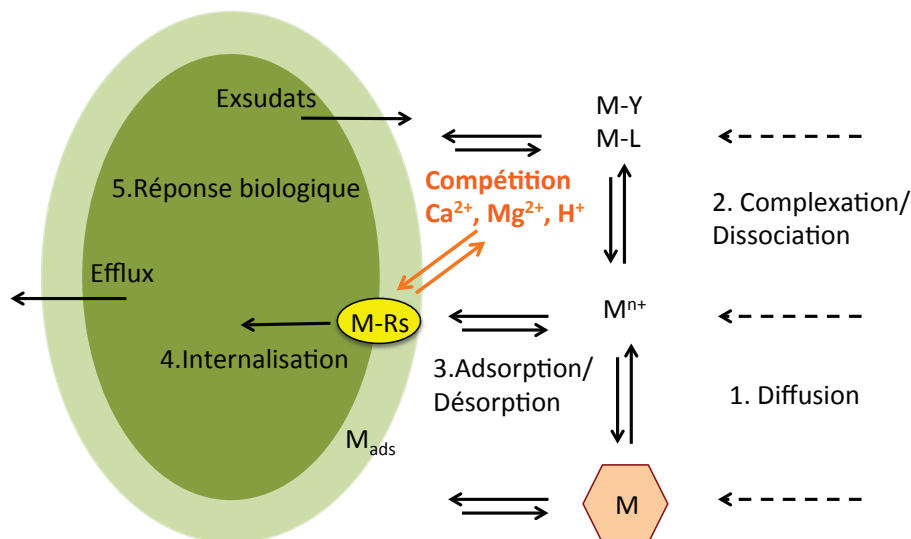 Exsudats
M-Y
M-L
5.Réponse biologique
Compétition
Ca²⁺, Mg²⁺, H⁺
2. Complexation/
Dissociation
Efflux
M-Rs
Mⁿ⁺
4.Internalisation
3.Adsorption/
Désorption
1. Diffusion
M_ads
M